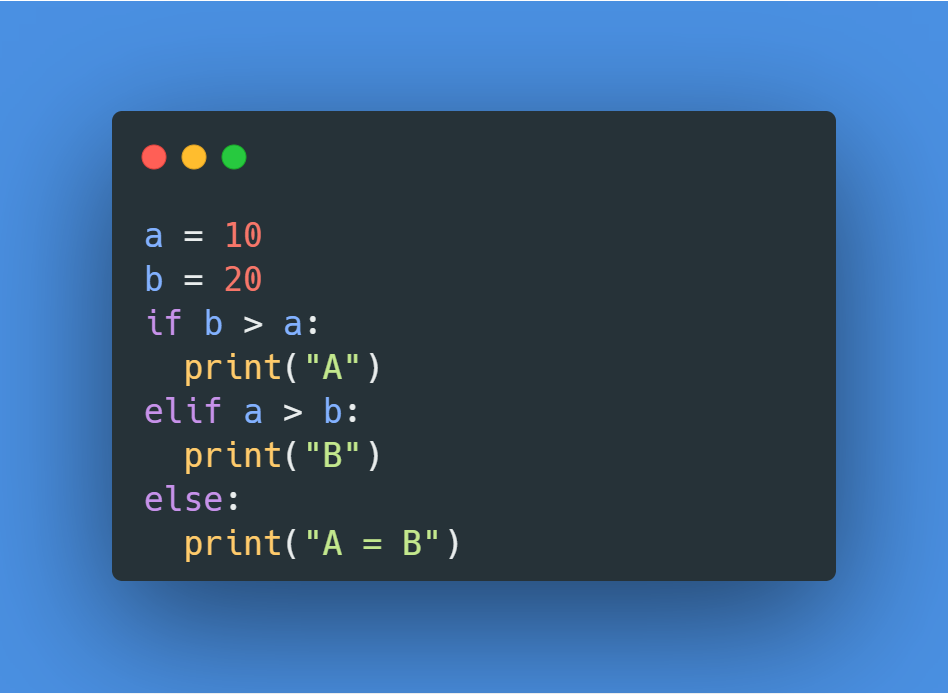 a = 10
b = 20
if b > a:
  print("A")
elif a > b:
  print("B")
else:
  print("A = B")